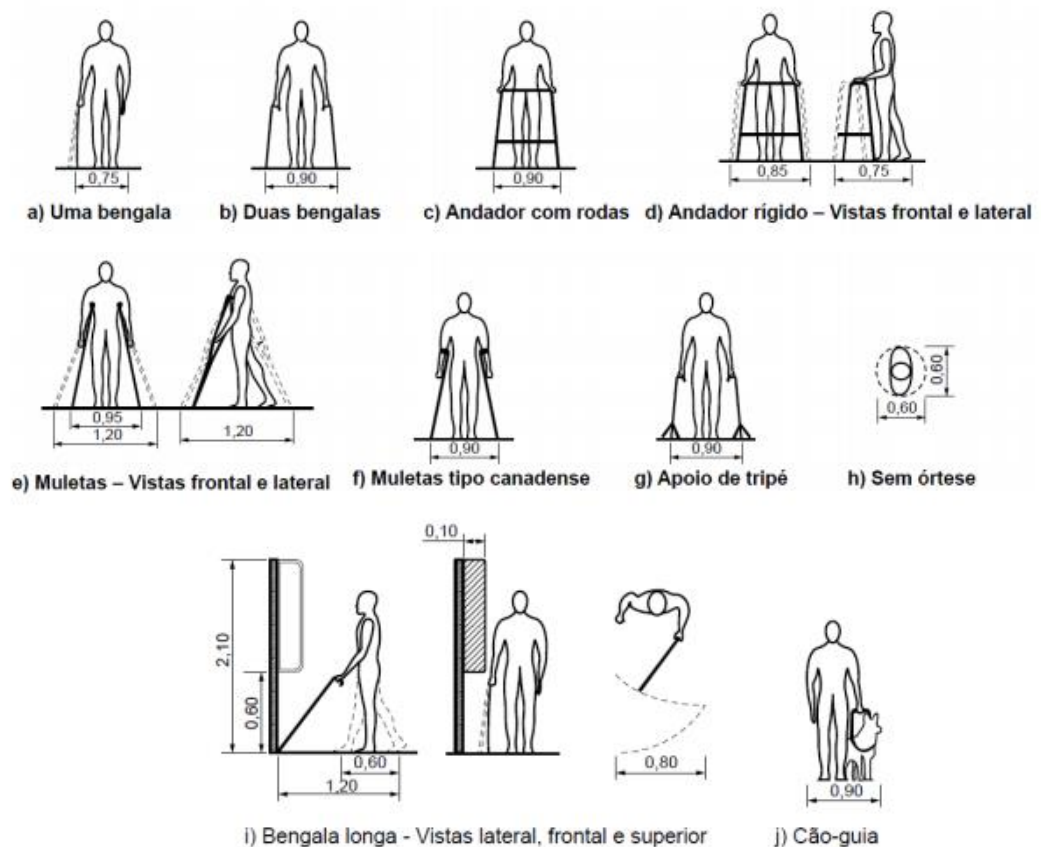 0,75
0,90
0,90
0,85
0,75
a) Uma bengala
b) Duas bengalas
c) Andador com rodas
d) Andador rígido – Vistas frontal e lateral
0,95
1,20
1,20
0,90
0,90
0,60
0,60
e) Muletas – Vistas frontal e lateral
f) Muletas tipo canadense
g) Apoio de tripé
h) Sem órtese
0,10
2,10
0,60
0,60
1,20
0,80
0,90
i) Bengala longa - Vistas lateral, frontal e superior
j) Cão-guia